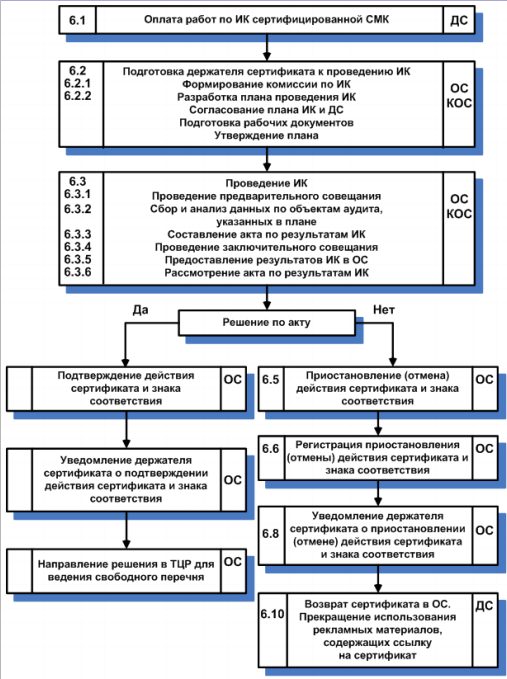 6.1 Оплата работ по ИК сертифицированной СМК ДС
6.2 Подготовка держателя сертификата к проведению ИК
6.2.1 Формирование комиссии по ИК ОС
6.2.2 Разработка плана проведения ИК КОС
Согласование плана ИК и ДС
Подготовка рабочих документов
Утверждение плана
6.3 Проведение ИК
6.3.1 Проведение предварительного совещания ОС
6.3.2 Сбор и анализ данных по объектам аудита, КОС
указанных в плане
6.3.3 Составление акта по результатам ИК
6.3.4 Проведение заключительного совещания
6.3.5 Предоставление результатов ИК в ОС
6.3.6 Рассмотрение акта по результатам ИК
Да
Нет
Решение по акту
Подтверждение действия ОС
сертификата и знака
соответствия
Уведомление держателя
сертификата о подтверждении ОС
действия сертификата и знака
соответствия
Направление решения в ТЦР для ОС
ведения свободного перечня
6.5 Приостановление (отмена) ОС
действия сертификата и знака
соответствия
6.6 Регистрация приостановления ОС
(отмены) действия сертификата и
знака соответствия
Уведомление держателя
сертификата о приостановлении ОС
6.8 (отмене) действия сертификата
и знака соответствия
Возврат сертификата в ОС. ДС
6.10 Прекращение использования
рекламных материалов,
содержащих ссылку
на сертификат